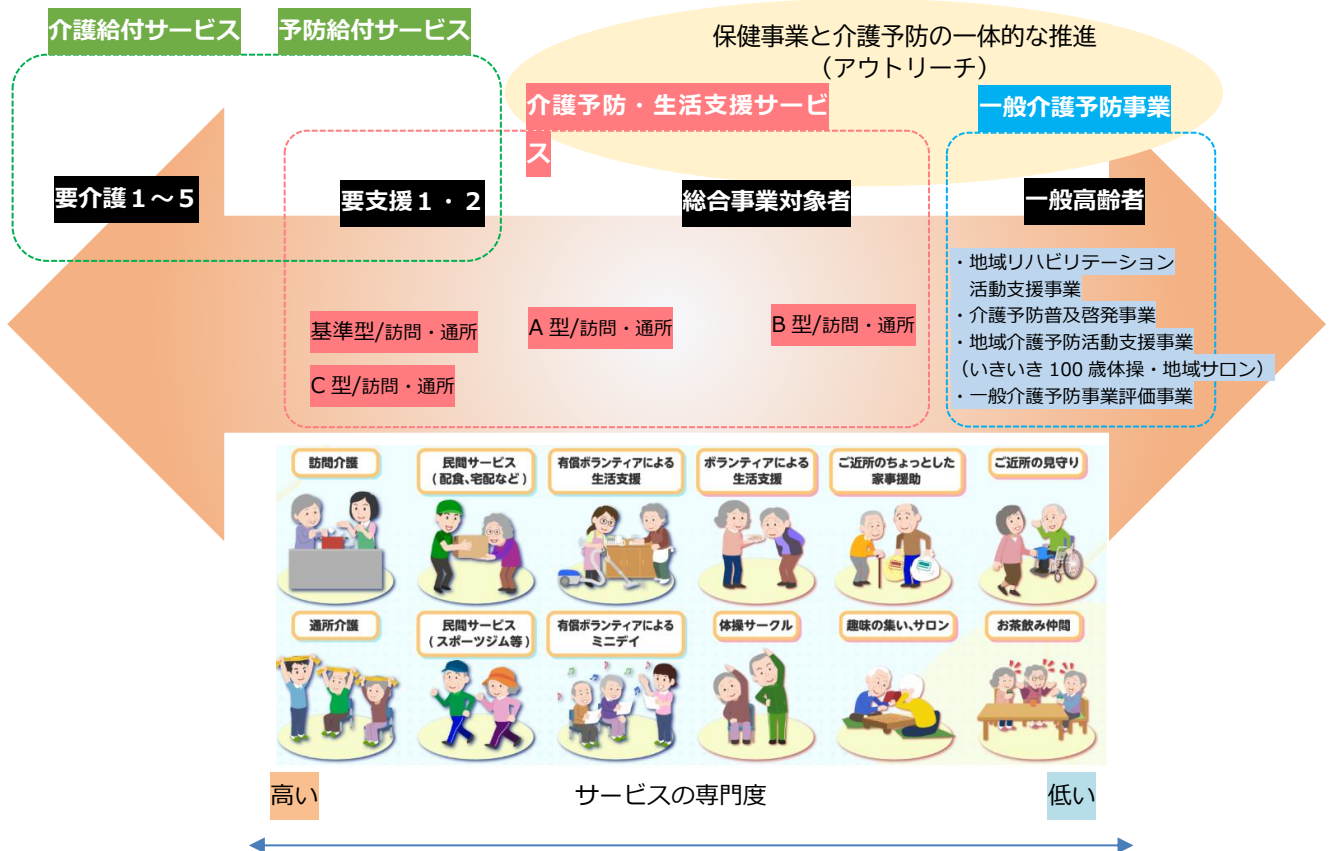 介護給付サービス
予防給付サービス
保健事業と介護予防の一体的な推進
（アウトリーチ）
介護予防・生活支援サービ
ス
一般介護予防事業
要介護１～５
要支援１・２
総合事業対象者
一般高齢者
・地域リハビリテーション
活動支援事業
・介護予防普及啓発事業
・地域介護予防活動支援事業
（いきいき 100 歳体操・地域サロン）
・一般介護予防事業評価事業
基準型/訪問・通所
A 型/訪問・通所
B 型/訪問・通所
C 型/訪問・通所
訪問介護
民間サービス
（配食、宅配など）
有償ボランティアによる
生活支援
ボランティアによる
生活支援
ご近所のちょっとした
家事援助
ご近所の見守り
通所介護
民間サービス
（スポーツジム等）
有償ボランティアによる
ミニデイ
体操サークル
趣味の集い、サロン
お茶飲み仲間
高い
サービスの専門度
低い